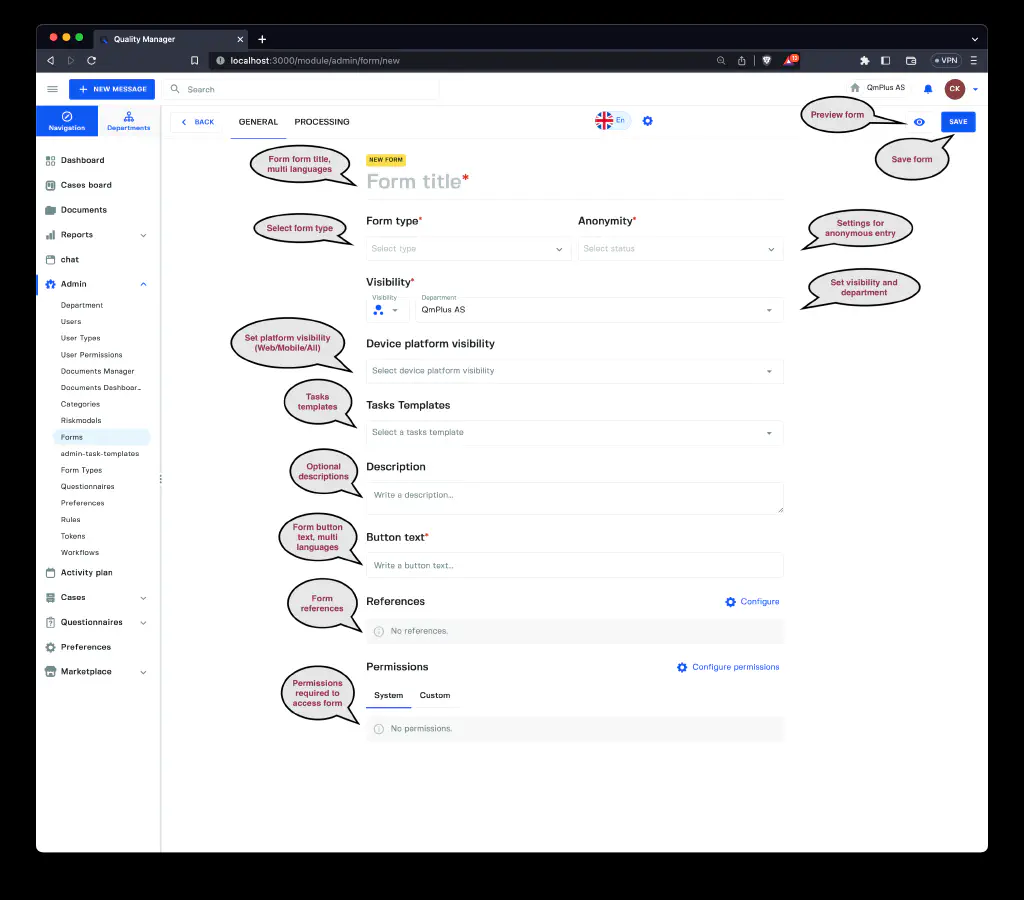 Quality Manager
localhost:3000/module/admin/form/new
13
VPN
NEW MESSAGE
Search
QmPlus AS
CK
Navigation
Departments
BACK
GENERAL
PROCESSING
En
Preview form
SAVE
Save form
Dashboard
Cases board
Documents
Reports
chat
Admin
Department
Users
User Types
User Permissions
Documents Manager
Documents Dashboar...
Categories
Riskmodels
Forms
admin-task-templates
Form Types
Questionnaires
Preferences
Rules
Tokens
Workflows
Activity plan
Cases
Questionnaires
Preferences
Marketplace
Form form title,
multi languages
NEW FORM
Form title*
Select form type
Form type*
Anonymity*
Select type
Select status
Settings for
anonymous entry
Visibility*
Visibility
Department
QmPlus AS
Set visibility and
department
Set platform visibility
(Web/Mobile/All)
Device platform visibility
Select device platform visibility
Tasks
templates
Tasks Templates
Select a tasks template
Optional
descriptions
Description
Write a description...
Form button
text, multi
languages
Button text*
Write a button text...
Form
references
References
Configure
No references.
Permissions
required to
access form
Permissions
Configure permissions
System
Custom
No permissions.